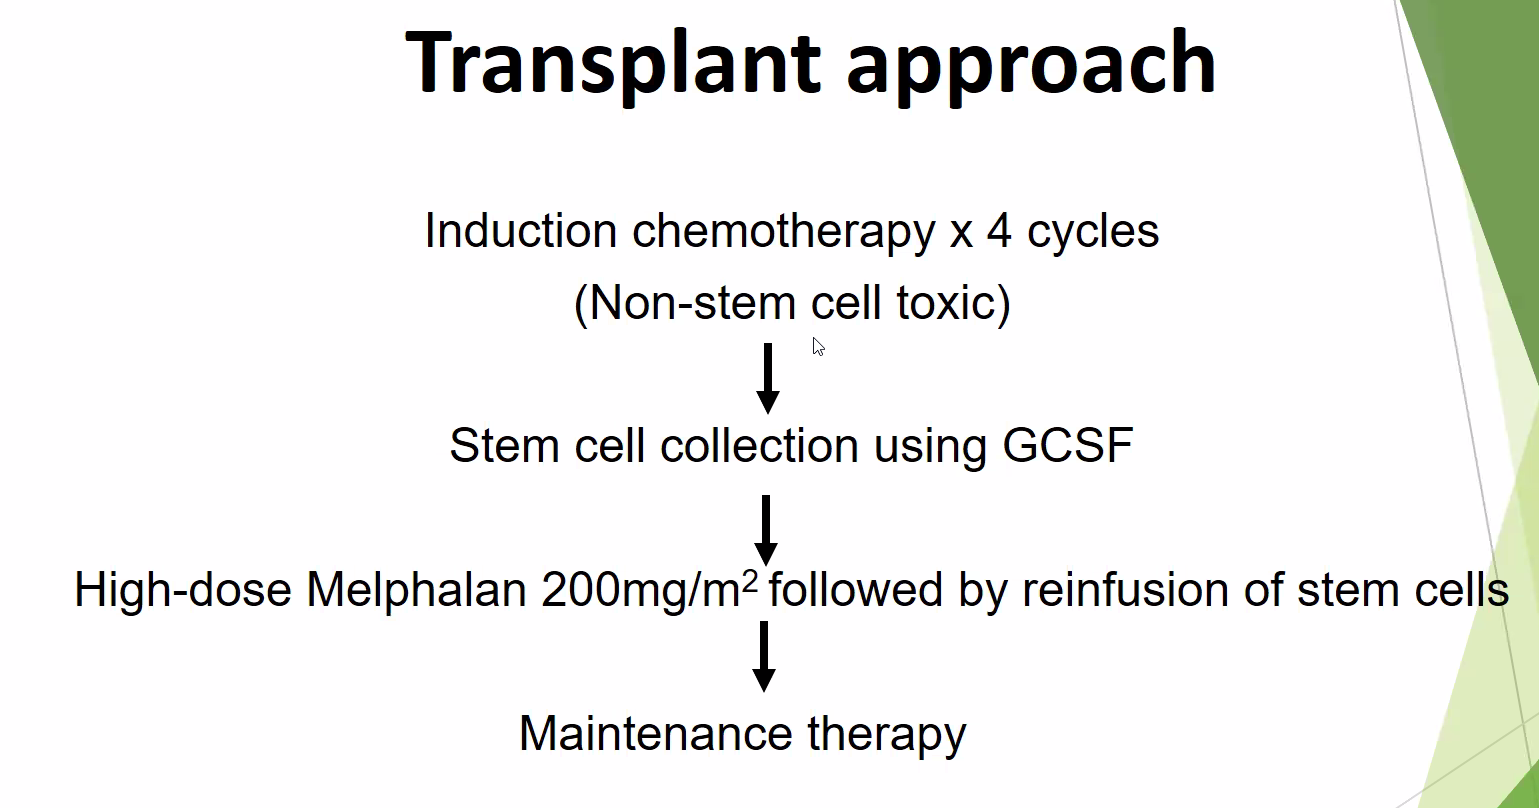 Transplant approach
Induction chemotherapy x 4 cycles
(Non-stem cell toxic)
Stem cell collection using GCSF
High-dose Melphalan 200mg/m² followed by reinfusion of stem cells
Maintenance therapy